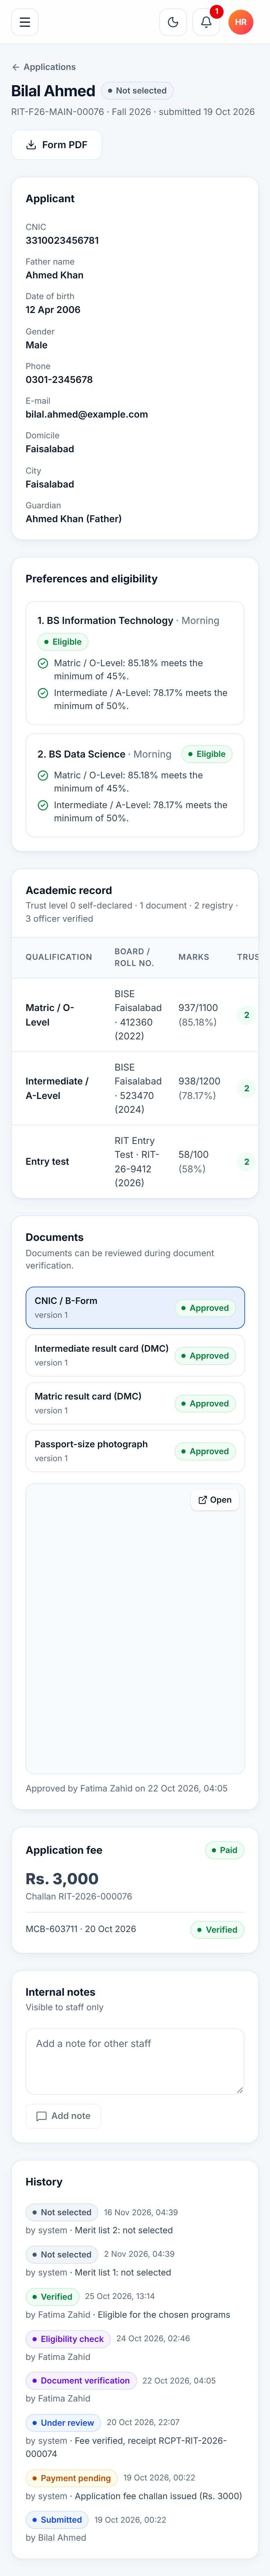 1
HR
Applications
Bilal Ahmed
Not selected
RIT-F26-MAIN-00076 · Fall 2026 · submitted 19 Oct 2026
Form PDF
Applicant
CNIC
3310023456781
Father name
Ahmed Khan
Date of birth
12 Apr 2006
Gender
Male
Phone
0301-2345678
E-mail
bilal.ahmed@example.com
Domicile
Faisalabad
City
Faisalabad
Guardian
Ahmed Khan (Father)
Preferences and eligibility
1. BS Information Technology · Morning
Eligible
Matric / O-Level: 85.18% meets the
minimum of 45%.
Intermediate / A-Level: 78.17% meets the
minimum of 50%.
2. BS Data Science · Morning
Eligible
Matric / O-Level: 85.18% meets the
minimum of 45%.
Intermediate / A-Level: 78.17% meets the
minimum of 50%.
Academic record
Trust level 0 self-declared · 1 document · 2 registry ·
3 officer verified
QUALIFICATION
BOARD /
ROLL NO.
MARKS
TRUS
Matric / O-
Level
BISE
Faisalabad
· 412360
(2022)
937/1100
(85.18%)
2
Intermediate /
A-Level
BISE
Faisalabad
· 523470
(2024)
938/1200
(78.17%)
2
Entry test
RIT Entry
Test · RIT-
26-9412
(2026)
58/100
(58%)
2
Documents
Documents can be reviewed during document
verification.
CNIC / B-Form
version 1
Approved
Intermediate result card (DMC)
version 1
Approved
Matric result card (DMC)
version 1
Approved
Passport-size photograph
version 1
Approved
Open
Approved by Fatima Zahid on 22 Oct 2026, 04:05
Application fee
Paid
Rs. 3,000
Challan RIT-2026-000076
MCB-603711 · 20 Oct 2026
Verified
Internal notes
Visible to staff only
Add a note for other staff
Add note
History
Not selected 16 Nov 2026, 04:39
by system · Merit list 2: not selected
Not selected 2 Nov 2026, 04:39
by system · Merit list 1: not selected
Verified 25 Oct 2026, 13:14
by Fatima Zahid · Eligible for the chosen programs
Eligibility check 24 Oct 2026, 02:46
by Fatima Zahid
Document verification 22 Oct 2026, 04:05
by Fatima Zahid
Under review 20 Oct 2026, 22:07
by system · Fee verified, receipt RCPT-RIT-2026-
000074
Payment pending 19 Oct 2026, 00:22
by system · Application fee challan issued (Rs. 3000)
Submitted 19 Oct 2026, 00:22
by Bilal Ahmed